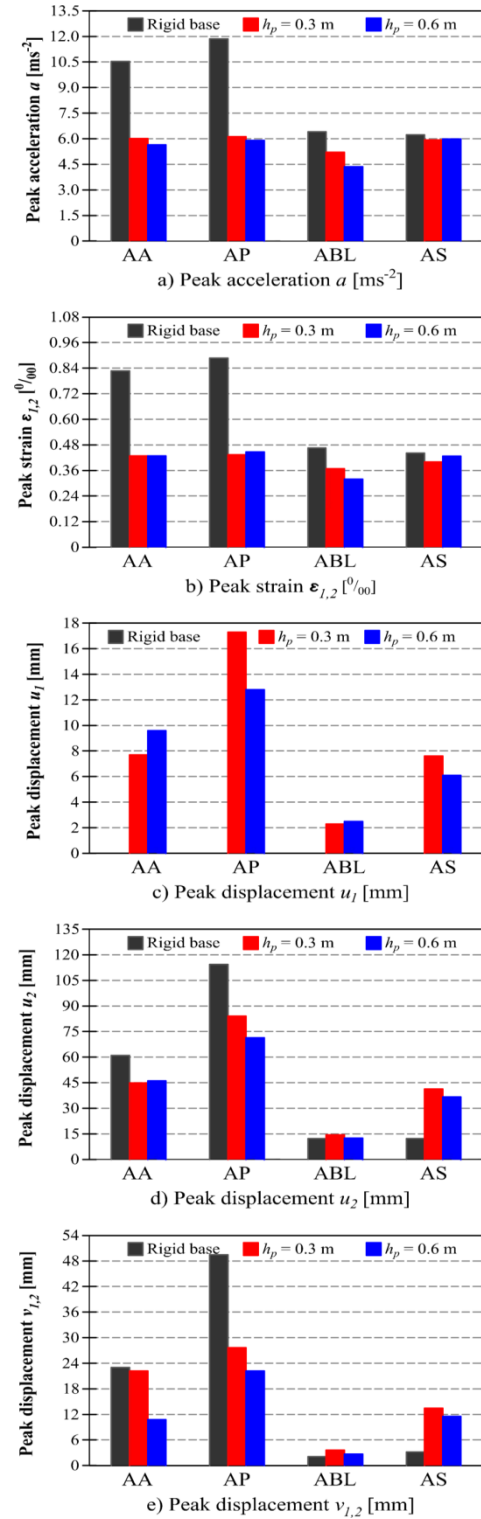 Peak acceleration a [ms⁻²]
13.5
12.0
10.5
9.0
7.5
6.0
4.5
3.0
1.5
0
Rigid base hₚ = 0.3 m hₚ = 0.6 m
AA AP ABL AS
a) Peak acceleration a [ms⁻²]
Peak strain ε₁,₂ [⁰/₀₀]
1.08
0.96
0.84
0.72
0.60
0.48
0.36
0.24
0.12
0
Rigid base hₚ = 0.3 m hₚ = 0.6 m
AA AP ABL AS
b) Peak strain ε₁,₂ [⁰/₀₀]
Peak displacement u₁ [mm]
18
16
14
12
10
8
6
4
2
0
Rigid base hₚ = 0.3 m hₚ = 0.6 m
AA AP ABL AS
c) Peak displacement u₁ [mm]
Peak displacement u₂ [mm]
135
120
105
90
75
60
45
30
15
0
Rigid base hₚ = 0.3 m hₚ = 0.6 m
AA AP ABL AS
d) Peak displacement u₂ [mm]
Peak displacement v₁,₂ [mm]
54
48
42
36
30
24
18
12
6
0
Rigid base hₚ = 0.3 m hₚ = 0.6 m
AA AP ABL AS
e) Peak displacement v₁,₂ [mm]